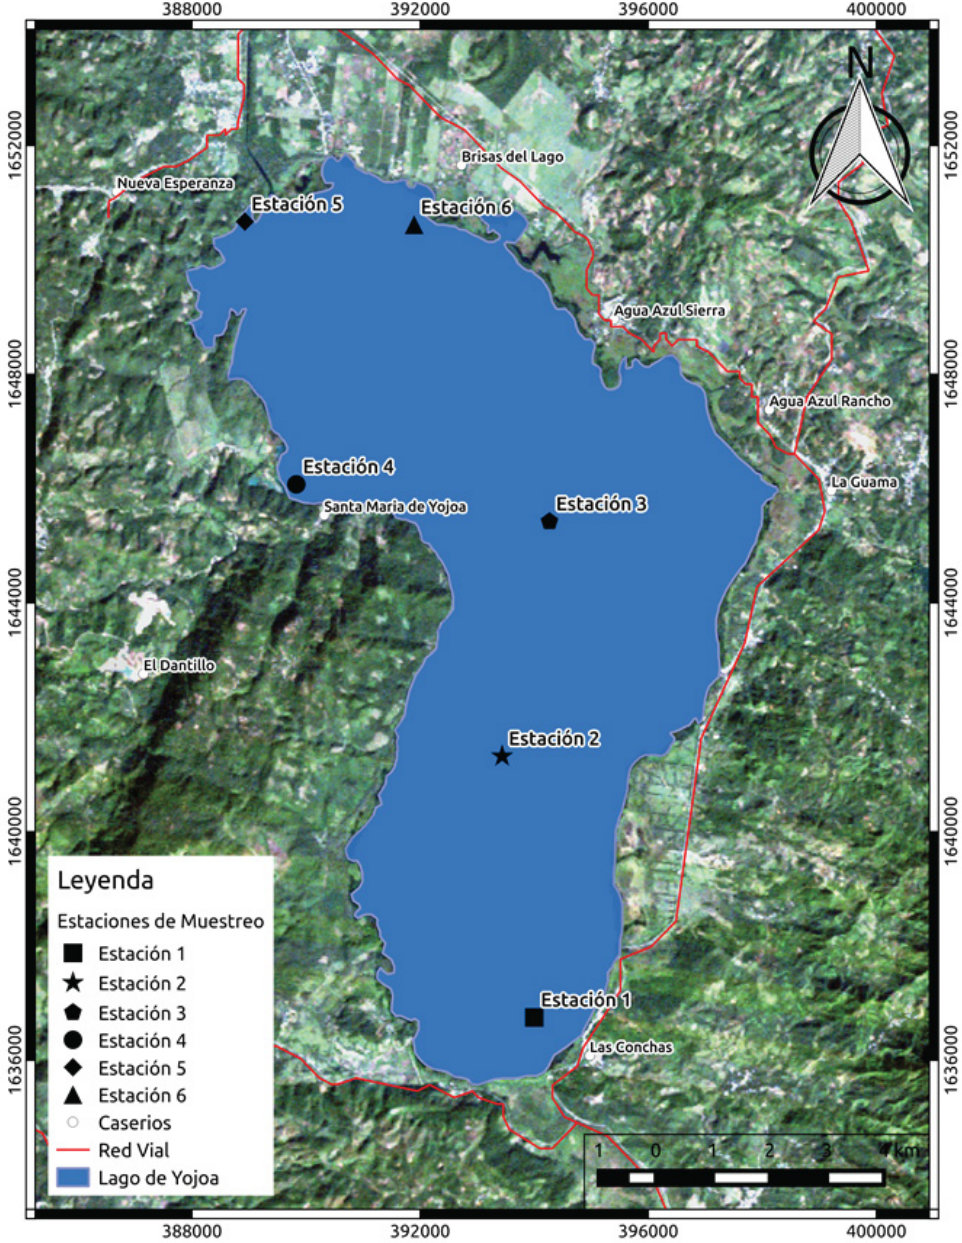 388000 392000 396000 400000
N
1652000 1652000
Brisas del Lago
Nueva Esperanza
Estación 5
Estación 6
Agua Azul Sierra
1648000 1648000
Agua Azul Rancho
Estación 4
La Guama
Santa Maria de Yojoa
Estación 3
1644000 1644000
El Dantillo
Estación 2
1640000 1640000
Leyenda
Estaciones de Muestreo
Estación 1
Estación 2
Estación 3
Estación 4
Estación 5
Estación 6
Caserios
Red Vial
Lago de Yojoa
Estación 1
Las Conchas
1636000 1636000
1 0 1 2 3 4 km
388000 392000 396000 400000